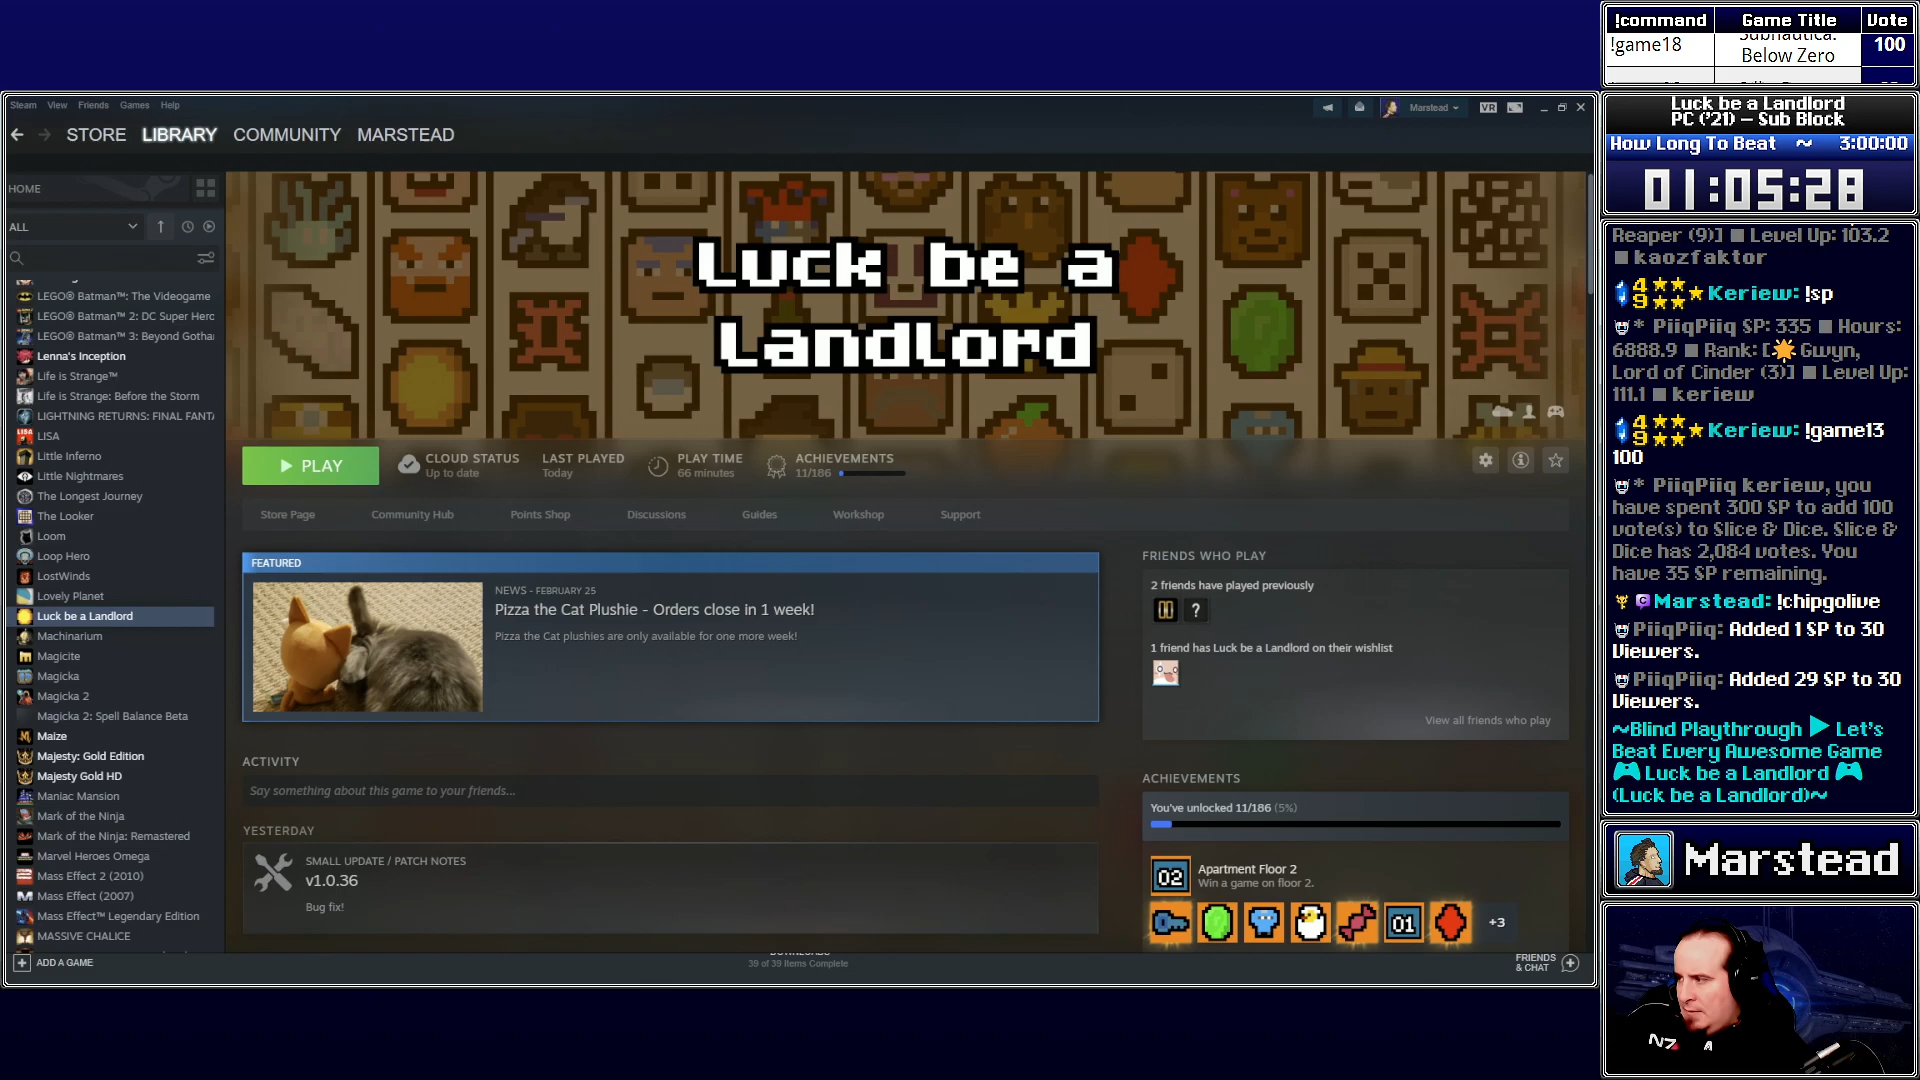 !command Game Title Vote
!game18 Subnautica: Below Zero 100
Steam View Friends Games Help
Marstead VR
STORE LIBRARY COMMUNITY MARSTEAD
HOME
ALL
LEGO® Batman™: The Videogame
LEGO® Batman™ 2: DC Super Hero
LEGO® Batman™ 3: Beyond Gothar
Lenna's Inception
Life is Strange™
Life is Strange: Before the Storm
LIGHTNING RETURNS: FINAL FANTA
LISA
Little Inferno
Little Nightmares
The Longest Journey
The Looker
Loom
Loop Hero
LostWinds
Lovely Planet
Luck be a Landlord
Machinarium
Magicite
Magicka
Magicka 2
Magicka 2: Spell Balance Beta
Maize
Majesty: Gold Edition
Majesty Gold HD
Maniac Mansion
Mark of the Ninja
Mark of the Ninja: Remastered
Marvel Heroes Omega
Mass Effect 2 (2010)
Mass Effect (2007)
Mass Effect™ Legendary Edition
MASSIVE CHALICE
ADD A GAME
Luck be a
Landlord
PLAY
CLOUD STATUS
Up to date
LAST PLAYED
Today
PLAY TIME
66 minutes
ACHIEVEMENTS
11/186
Store Page Community Hub Points Shop Discussions Guides Workshop Support
FEATURED
NEWS - FEBRUARY 25
Pizza the Cat Plushie - Orders close in 1 week!
Pizza the Cat plushies are only available for one more week!
ACTIVITY
Say something about this game to your friends...
YESTERDAY
SMALL UPDATE / PATCH NOTES
v1.0.36
Bug fix!
FRIENDS WHO PLAY
2 friends have played previously
?
1 friend has Luck be a Landlord on their wishlist
View all friends who play
ACHIEVEMENTS
You've unlocked 11/186 (5%)
02
Apartment Floor 2
Win a game on floor 2.
01
+3
DOWNLOADS
39 of 39 Items Complete
FRIENDS
& CHAT
Luck be a Landlord
PC ('21) – Sub Block
How Long To Beat ~ 3:00:00
01:05:28
Reaper (9)] ■ Level Up: 103.2
■ kaozfaktor
49 Keriew: !sp
* PiiqPiiq SP: 335 ■ Hours:
6888.9 ■ Rank: [ Gwyn,
Lord of Cinder (3)] ■ Level Up:
111.1 ■ keriew
49 Keriew: !game13
100
* PiiqPiiq keriew, you
have spent 300 SP to add 100
vote(s) to Slice & Dice. Slice &
Dice has 2,084 votes. You
have 35 SP remaining.
Marstead: !chipgolive
PiiqPiiq: Added 1 SP to 30
Viewers.
PiiqPiiq: Added 29 SP to 30
Viewers.
~Blind Playthrough ▶ Let's
Beat Every Awesome Game
🎮 Luck be a Landlord 🎮
(Luck be a Landlord)~
Marstead
N7